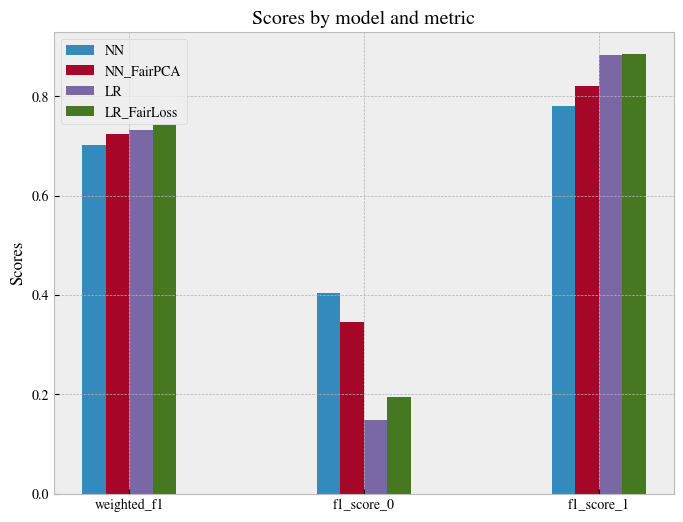 Scores by model and metric
NN
NN_FairPCA
LR
LR_FairLoss
Scores
0.8
0.6
0.4
0.2
0.0
weighted_f1
f1_score_0
f1_score_1